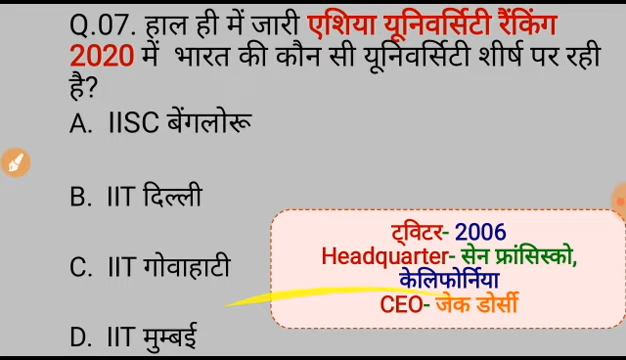 Q.07. हाल ही में जारी एशिया यूनिवर्सिटी रैंकिंग
2020 में भारत की कौन सी यूनिवर्सिटी शीर्ष पर रही
है?
A. IISC बेंगलोरू
B. IIT दिल्ली
C. IIT गोवाहाटी
D. IIT मुम्बई
ट्विटर- 2006
Headquarter- सेन फ्रांसिस्को,
केलिफोर्निया
CEO- जेक डोर्सी